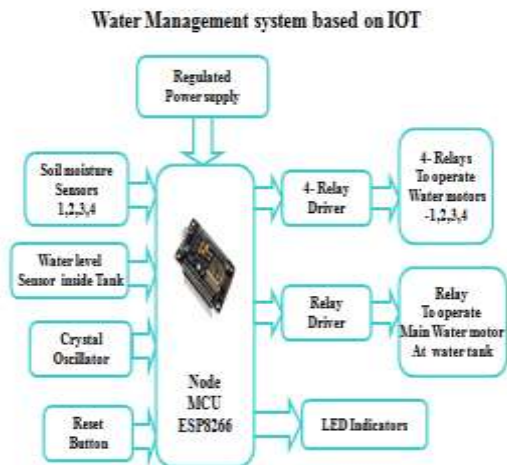 Water Management system based on IOT
Regulated
Power supply
Soil moisture
Sensors
1,2,3,4
Water level
Sensor inside Tank
Crystal
Oscillator
Reset
Button
Node
MCU
ESP8266
4- Relay
Driver
4- Relays
To operate
Water motors
-1,2,3,4
Relay
Driver
Relay
To operate
Main Water motor
At water tank
LED Indicators